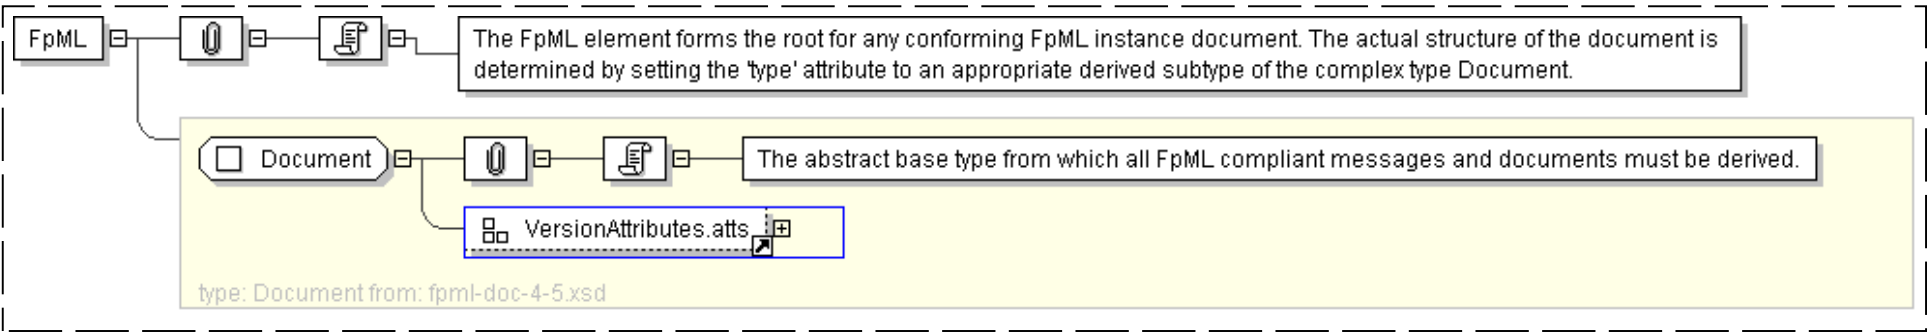 FpML
The FpML element forms the root for any conforming FpML instance document. The actual structure of the document is
determined by setting the 'type' attribute to an appropriate derived subtype of the complex type Document.
Document
The abstract base type from which all FpML compliant messages and documents must be derived.
VersionAttributes.atts
type: Document from: fpml-doc-4-5.xsd